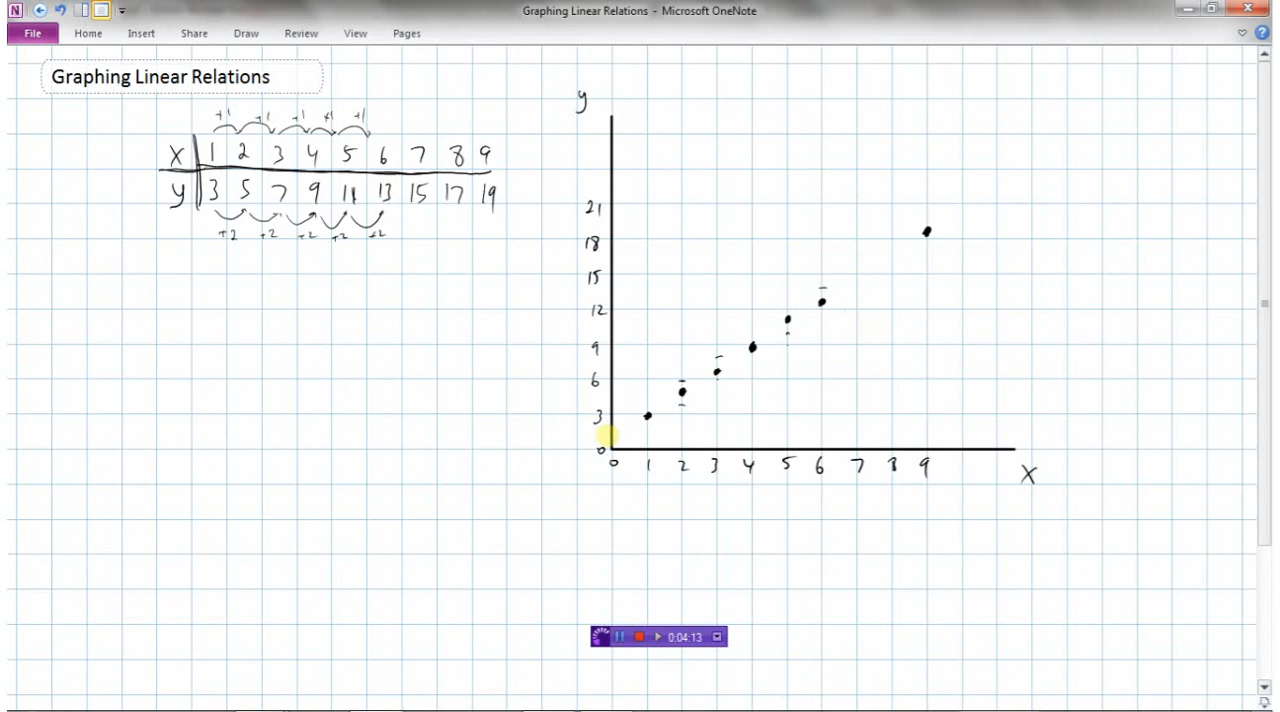 Graphing Linear Relations - Microsoft OneNote
File Home Insert Share Draw Review View Pages
Graphing Linear Relations
+1 +1 +1 +1 +1
x 1 2 3 4 5 6 7 8 9
y 3 5 7 9 11 13 15 17 19
+2 +2 +2 +2 +2
y
21
18
15
12
9
6
3
0
0 1 2 3 4 5 6 7 8 9
x
0:04:13